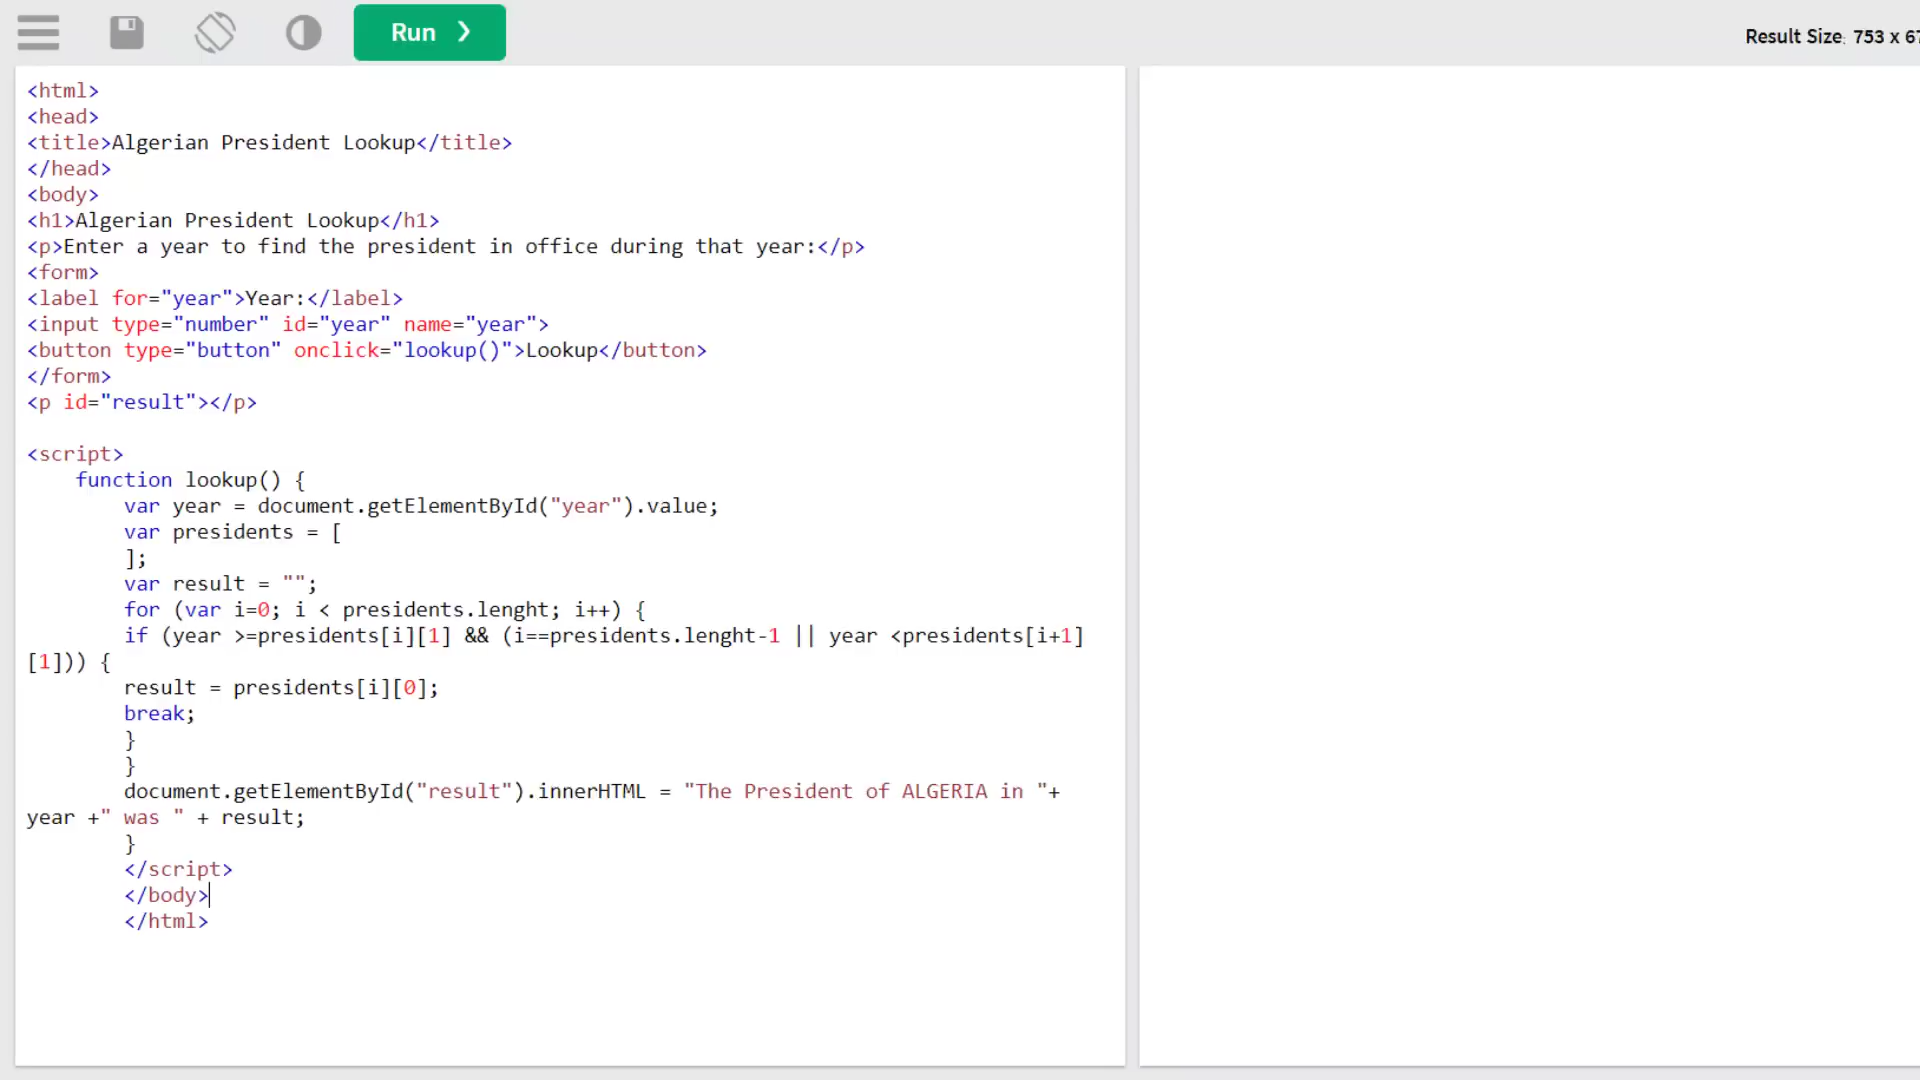 Run ❯
Result Size: 753 x 67
<html>
<head>
<title>Algerian President Lookup</title>
</head>
<body>
<h1>Algerian President Lookup</h1>
<p>Enter a year to find the president in office during that year:</p>
<form>
<label for="year">Year:</label>
<input type="number" id="year" name="year">
<button type="button" onclick="lookup()">Lookup</button>
</form>
<p id="result"></p>
<script>
    function lookup() {
        var year = document.getElementById("year").value;
        var presidents = [
        ];
        var result = "";
        for (var i=0; i < presidents.lenght; i++) {
        if (year >=presidents[i][1] && (i==presidents.lenght-1 || year <presidents[i+1]
[1])) {
        result = presidents[i][0];
        break;
        }
        }
        document.getElementById("result").innerHTML = "The President of ALGERIA in "+
year +" was " + result;
        }
        </script>
        </body>
        </html>